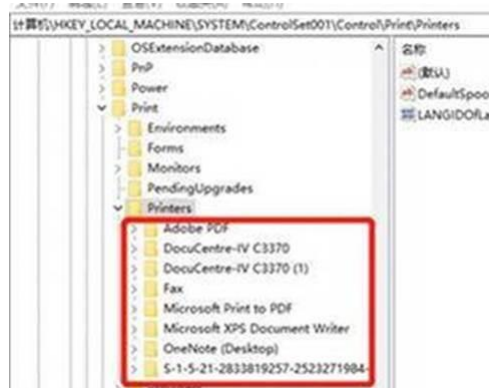 计算机\HKEY_LOCAL_MACHINE\SYSTEM\ControlSet001\Control\Print\Printers
OSExtensionDatabase
名称
PnP
(默认)
Power
DefaultSpoo
Print
LANGIDOfLa
Environments
Forms
Monitors
PendingUpgrades
Printers
Adobe PDF
DocuCentre-IV C3370
DocuCentre-IV C3370 (1)
Fax
Microsoft Print to PDF
Microsoft XPS Document Writer
OneNote (Desktop)
S-1-5-21-2833819257-2523271984-